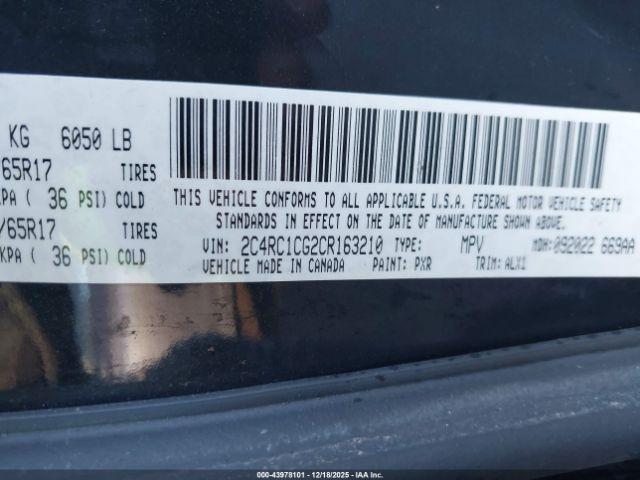 KG 6050 LB
/65R17 TIRES
KPA ( 36 PSI) COLD
/65R17 TIRES
KPA ( 36 PSI) COLD
THIS VEHICLE CONFORMS TO ALL APPLICABLE U.S.A. FEDERAL MOTOR VEHICLE SAFETY
STANDARDS IN EFFECT ON THE DATE OF MANUFACTURE SHOWN ABOVE.
VIN: 2C4RC1CG2CR163210 TYPE: MPV MDH: 092022 669AA
VEHICLE MADE IN CANADA PAINT: PXR TRIM: ALX1
000-43978101 | 12/18/2025 | IAAI.com